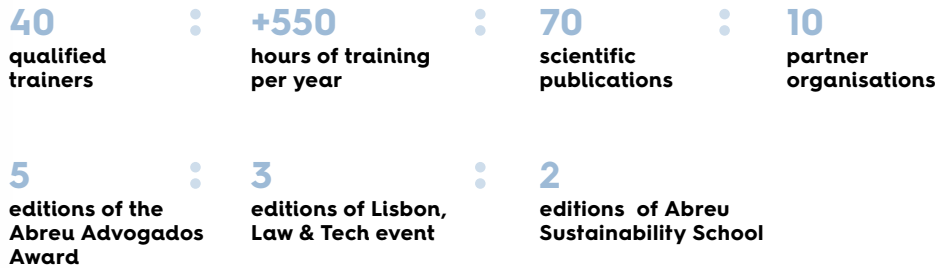 40
qualified
trainers
+550
hours of training
per year
70
scientific
publications
10
partner
organisations
5
editions of the
Abreu Advogados
Award
3
editions of Lisbon,
Law & Tech event
2
editions  of Abreu
Sustainability School